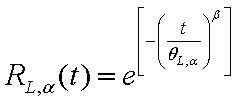 R_{L,α}(t) = e^{[-(t/θ_{L,α})^β]}